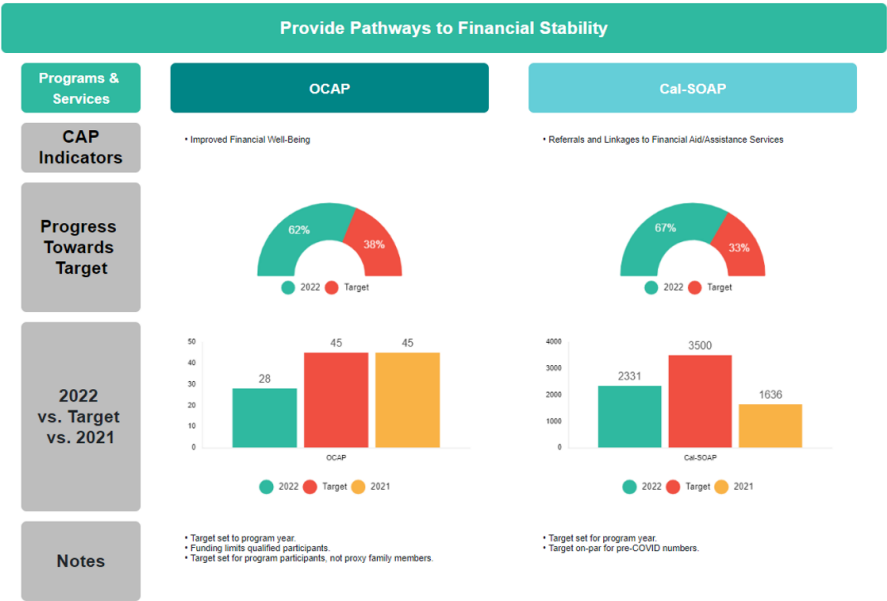 Provide Pathways to Financial Stability
Programs &
Services
OCAP
Cal-SOAP
CAP
Indicators
• Improved Financial Well-Being
• Referrals and Linkages to Financial Aid/Assistance Services
Progress
Towards
Target
62%
38%
2022
Target
67%
33%
2022
Target
2022
vs. Target
vs. 2021
50
40
30
20
10
0
28
45
45
OCAP
2022
Target
2021
4000
3000
2000
1000
0
2331
3500
1636
Cal-SOAP
2022
Target
2021
Notes
• Target set to program year.
• Funding limits qualified participants.
• Target set for program participants, not proxy family members.
• Target set for program year.
• Target on-par for pre-COVID numbers.